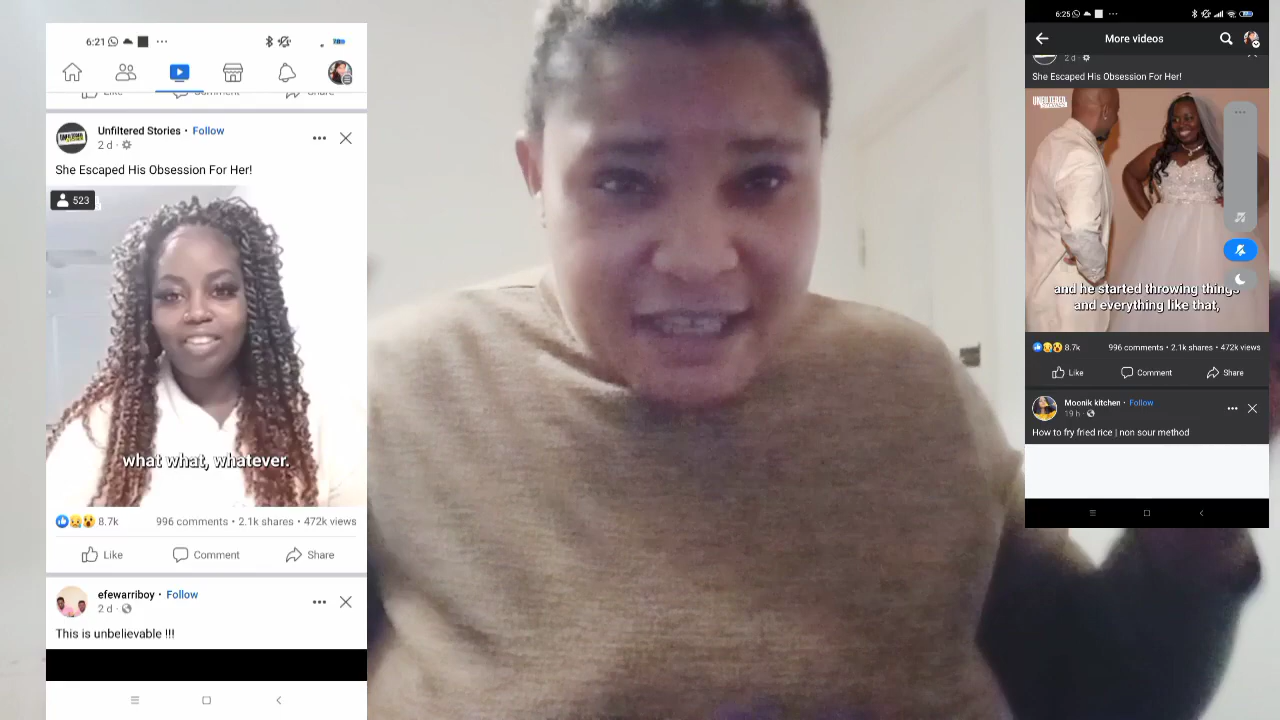 6:21
Like
Comment
Share
Unfiltered Stories · Follow
2 d
She Escaped His Obsession For Her!
523
what what, whatever.
8.7k
996 comments • 2.1k shares • 472k views
Like
Comment
Share
efewarriboy · Follow
2 d
This is unbelievable !!!
6:25
More videos
2 d
She Escaped His Obsession For Her!
UNFILTERED
and he started throwing things
and everything like that,
8.7k
996 comments • 2.1k shares • 472k views
Like
Comment
Share
Moonik kitchen · Follow
19 h
How to fry fried rice | non sour method